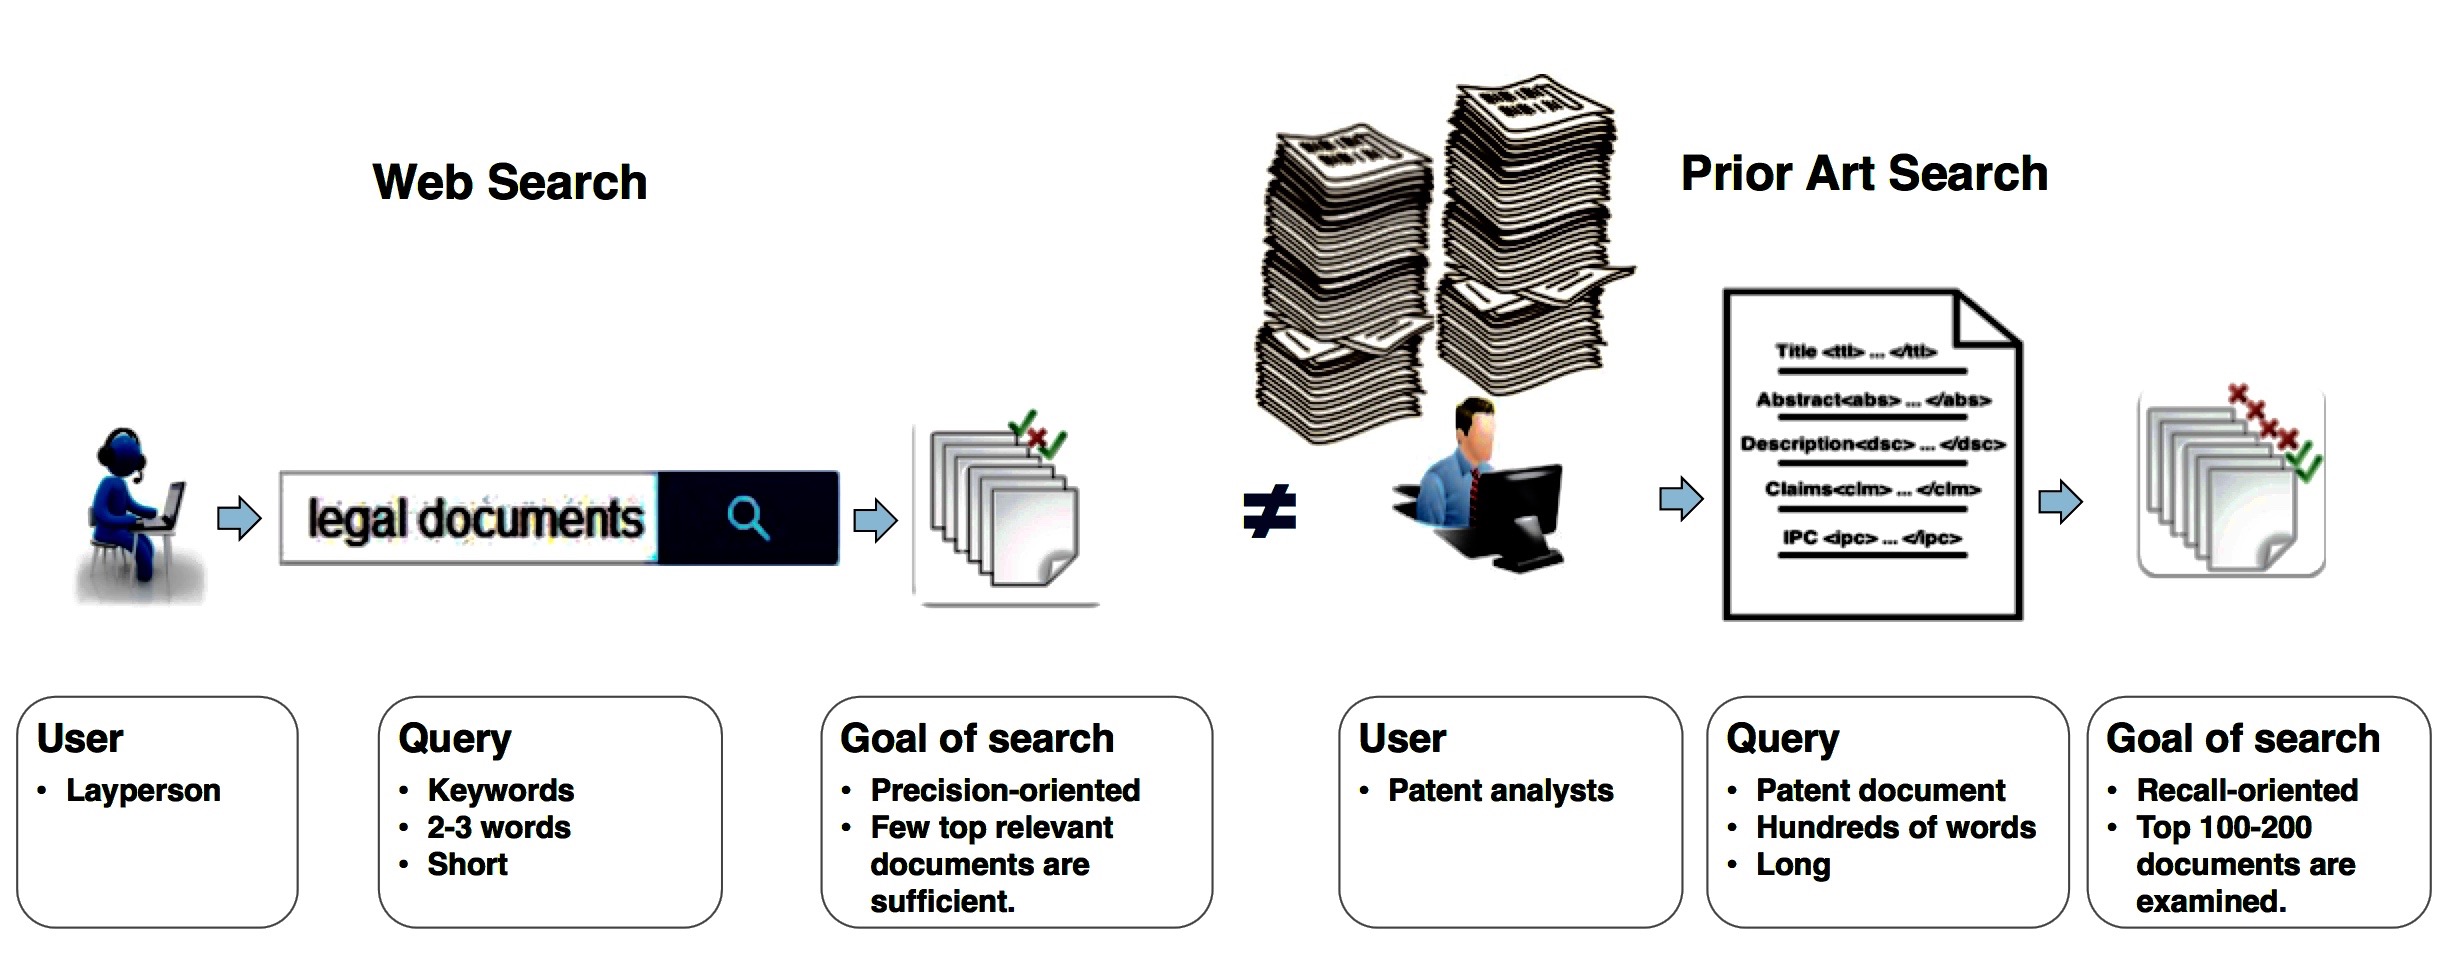 Web Search
Prior Art Search
legal documents
≠
Title <ttl> ... </ttl>
Abstract<abs> ... </abs>
Description<dsc> ... </dsc>
Claims<clm> ... </clm>
IPC <ipc> ... </ipc>
User
• Layperson
Query
• Keywords
• 2-3 words
• Short
Goal of search
• Precision-oriented
• Few top relevant
documents are
sufficient.
User
• Patent analysts
Query
• Patent document
• Hundreds of words
• Long
Goal of search
• Recall-oriented
• Top 100-200
documents are
examined.